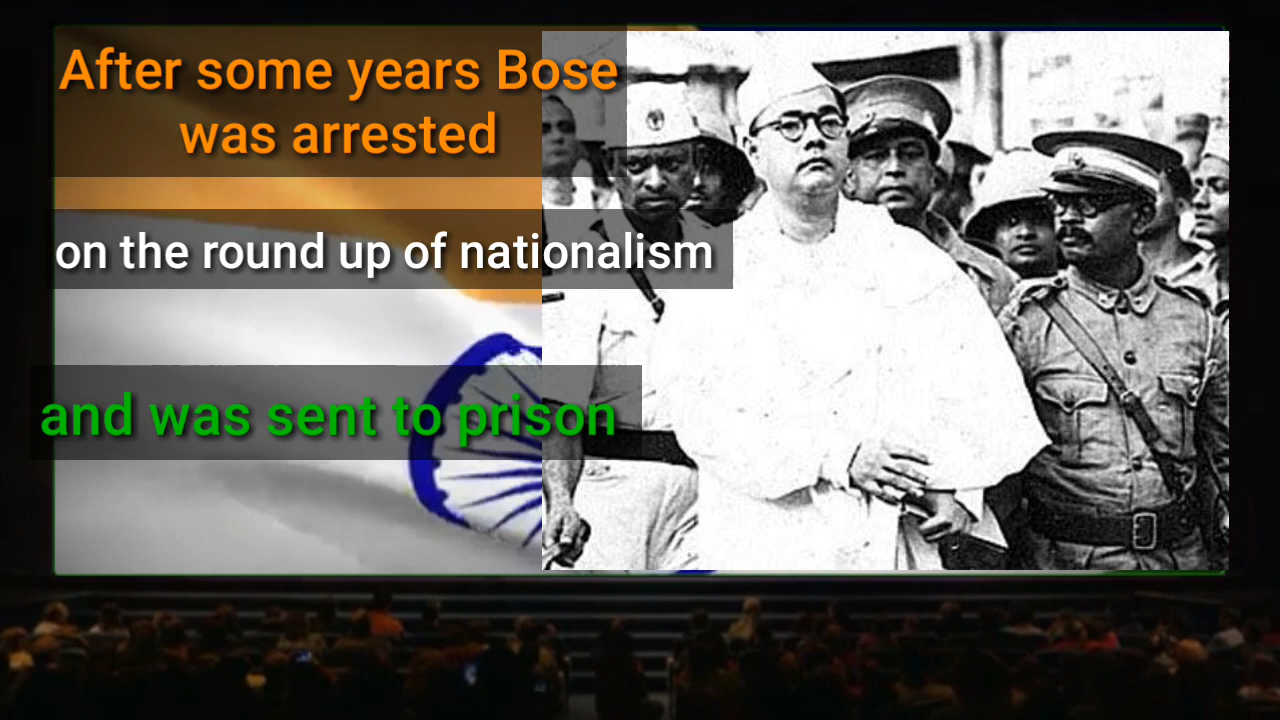 After some years Bose
was arrested
on the round up of nationalism
and was sent to prison